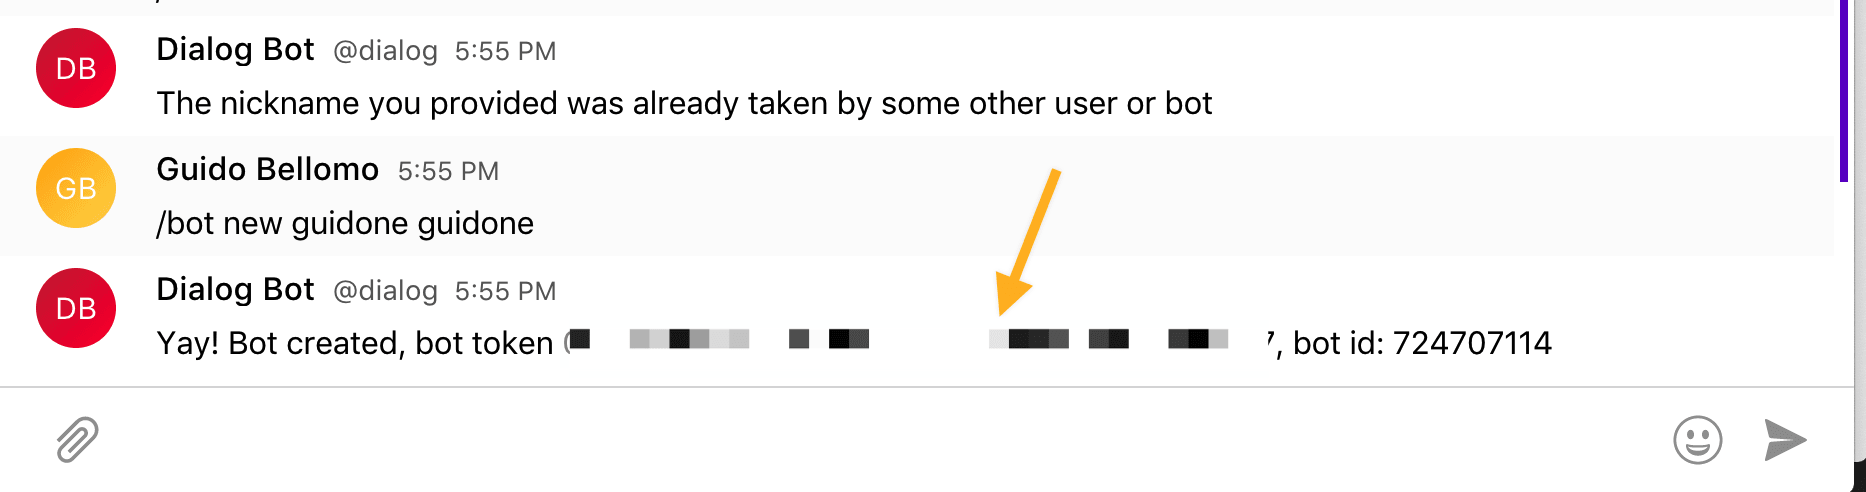 DB
Dialog Bot @dialog 5:55 PM
The nickname you provided was already taken by some other user or bot
GB
Guido Bellomo 5:55 PM
/bot new guidone guidone
DB
Dialog Bot @dialog 5:55 PM
Yay! Bot created, bot token , bot id: 724707114